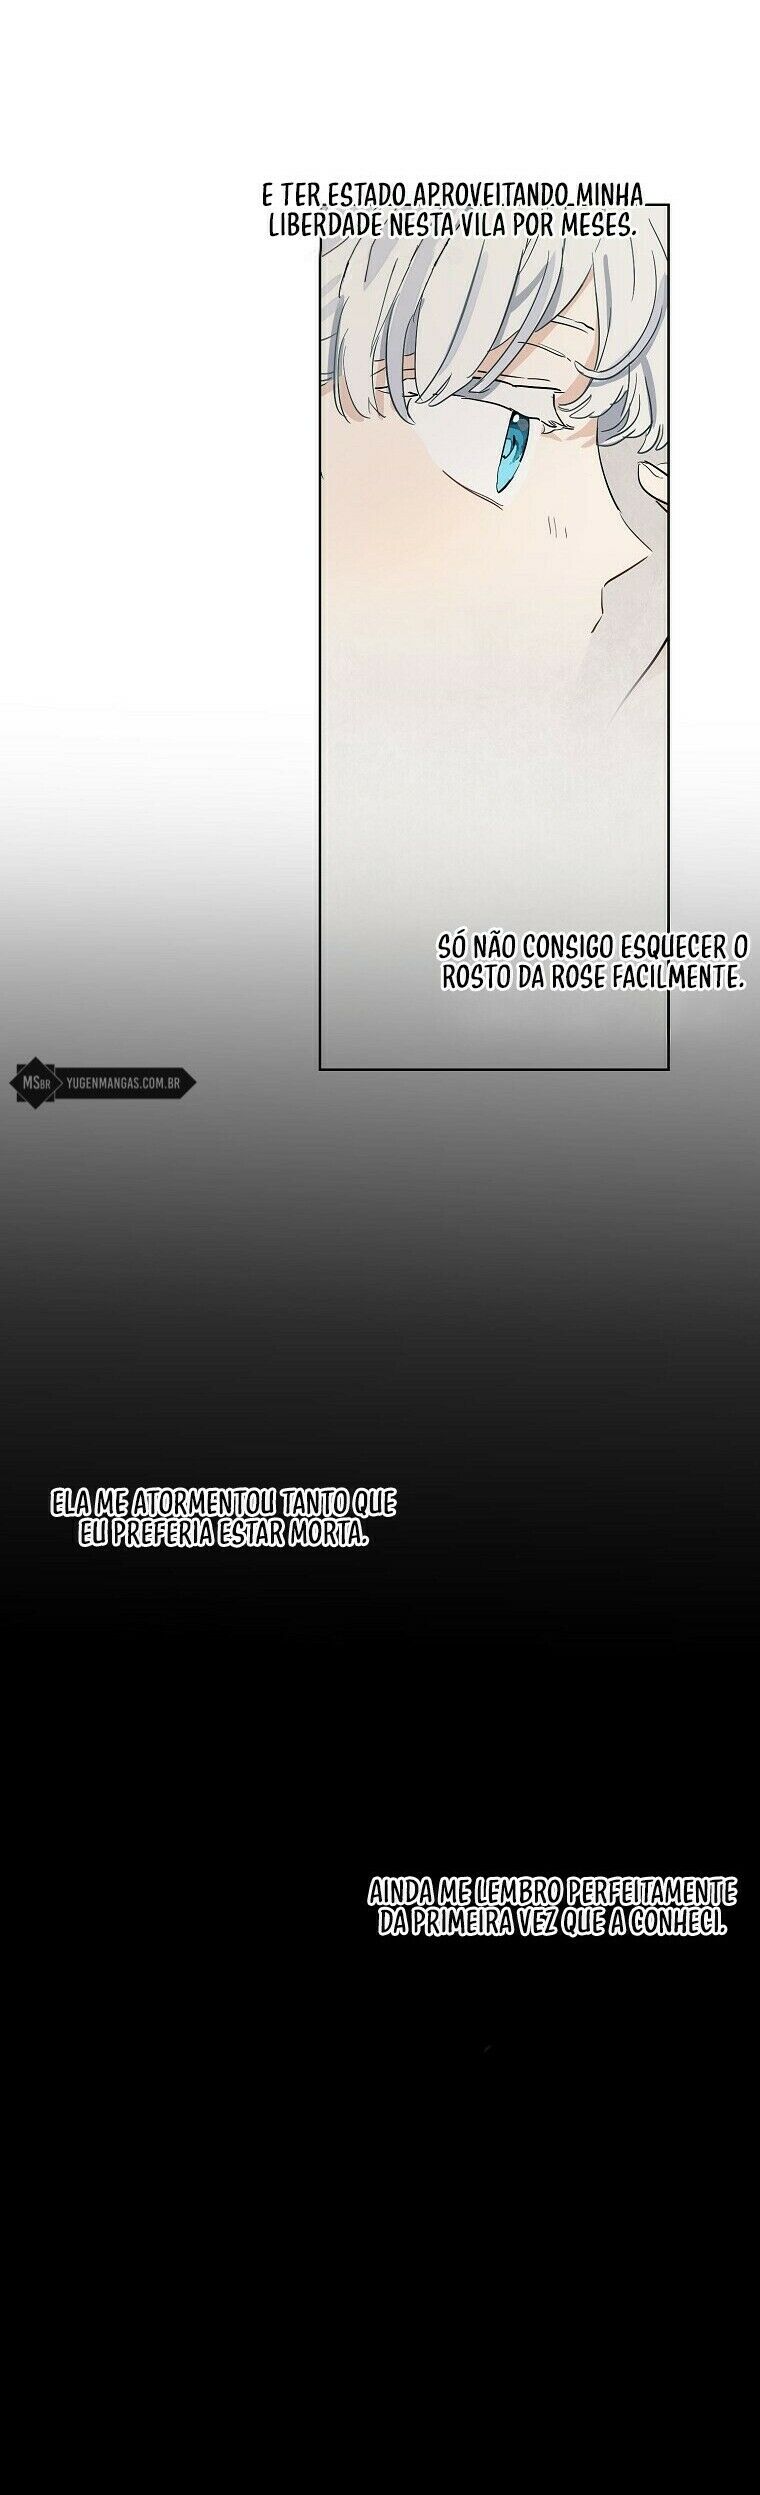 E TER ESTADO APROVEITANDO MINHA
LIBERDADE NESTA VILA POR MESES.
SÓ NÃO CONSIGO ESQUECER O
ROSTO DA ROSE FACILMENTE.
MSBR YUGENMANGAS.COM.BR
ELA ME ATORMENTOU TANTO QUE
EU PREFERIA ESTAR MORTA.
AINDA ME LEMBRO PERFEITAMENTE
DA PRIMEIRA VEZ QUE A CONHECI.